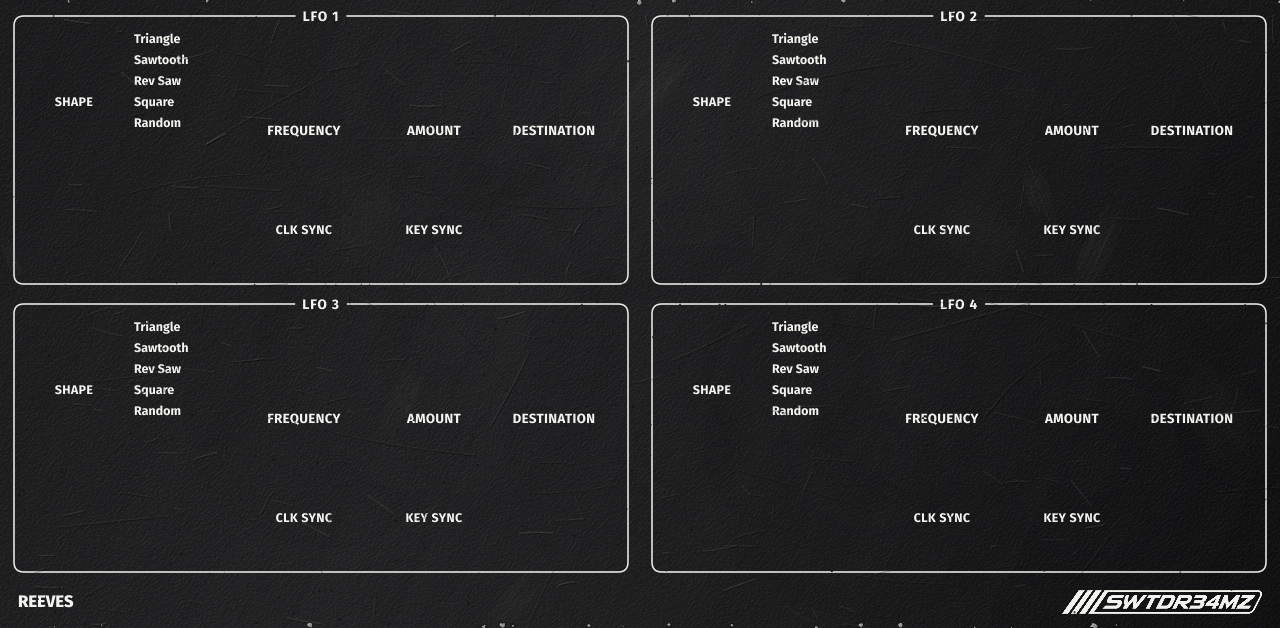 LFO 1
Triangle
Sawtooth
Rev Saw
SHAPE Square
Random
FREQUENCY AMOUNT DESTINATION
CLK SYNC KEY SYNC
LFO 2
Triangle
Sawtooth
Rev Saw
SHAPE Square
Random
FREQUENCY AMOUNT DESTINATION
CLK SYNC KEY SYNC
LFO 3
Triangle
Sawtooth
Rev Saw
SHAPE Square
Random
FREQUENCY AMOUNT DESTINATION
CLK SYNC KEY SYNC
LFO 4
Triangle
Sawtooth
Rev Saw
SHAPE Square
Random
FREQUENCY AMOUNT DESTINATION
CLK SYNC KEY SYNC
REEVES
SWTDR34MZ